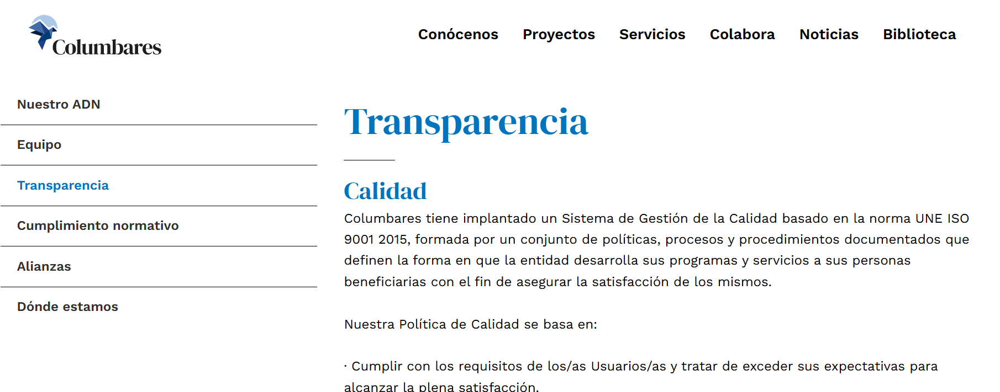 Columbares
Conócenos Proyectos Servicios Colabora Noticias Biblioteca
Nuestro ADN
Equipo
Transparencia
Cumplimiento normativo
Alianzas
Dónde estamos
Transparencia
Calidad
Columbares tiene implantado un Sistema de Gestión de la Calidad basado en la norma UNE ISO
9001 2015, formada por un conjunto de políticas, procesos y procedimientos documentados que
definen la forma en que la entidad desarrolla sus programas y servicios a sus personas
beneficiarias con el fin de asegurar la satisfacción de los mismos.
Nuestra Política de Calidad se basa en:
· Cumplir con los requisitos de los/as Usuarios/as y tratar de exceder sus expectativas para
alcanzar la plena satisfacción.